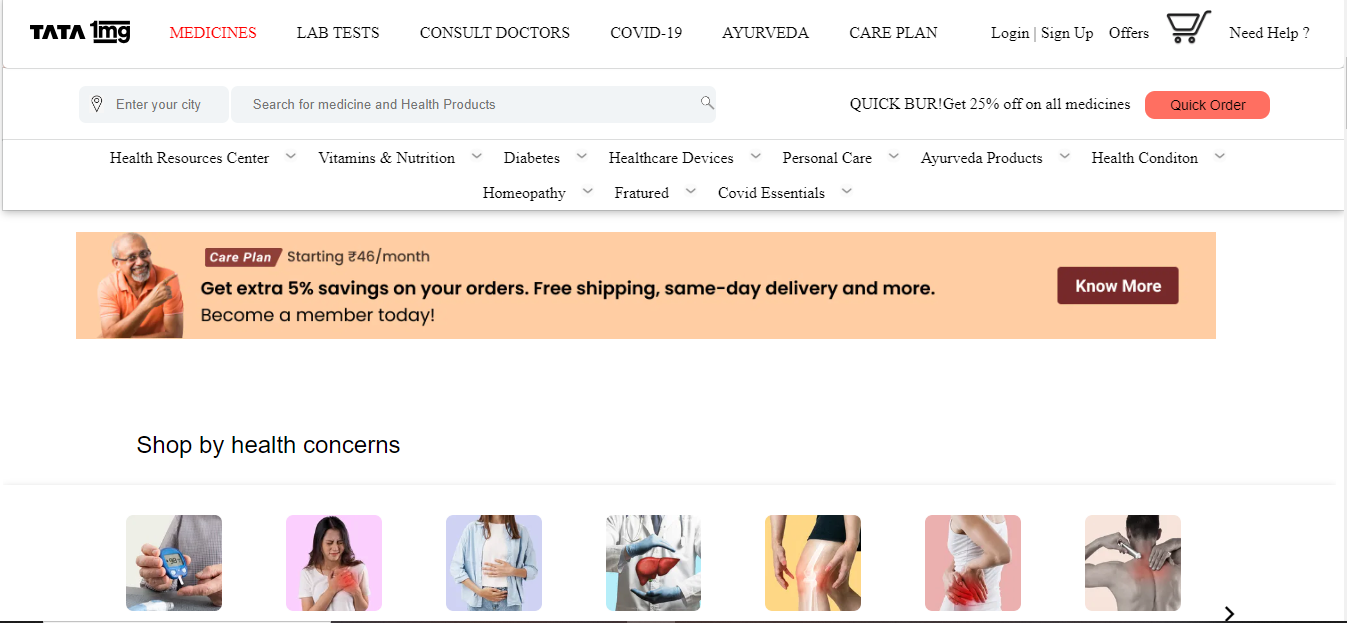 TATA 1mg MEDICINES LAB TESTS CONSULT DOCTORS COVID-19 AYURVEDA CARE PLAN Login | Sign Up Offers Need Help ?
Enter your city Search for medicine and Health Products QUICK BUR!Get 25% off on all medicines Quick Order
Health Resources Center Vitamins & Nutrition Diabetes Healthcare Devices Personal Care Ayurveda Products Health Conditon
Homeopathy Fratured Covid Essentials
Care Plan Starting ₹46/month
Get extra 5% savings on your orders. Free shipping, same-day delivery and more.
Become a member today!
Know More
Shop by health concerns